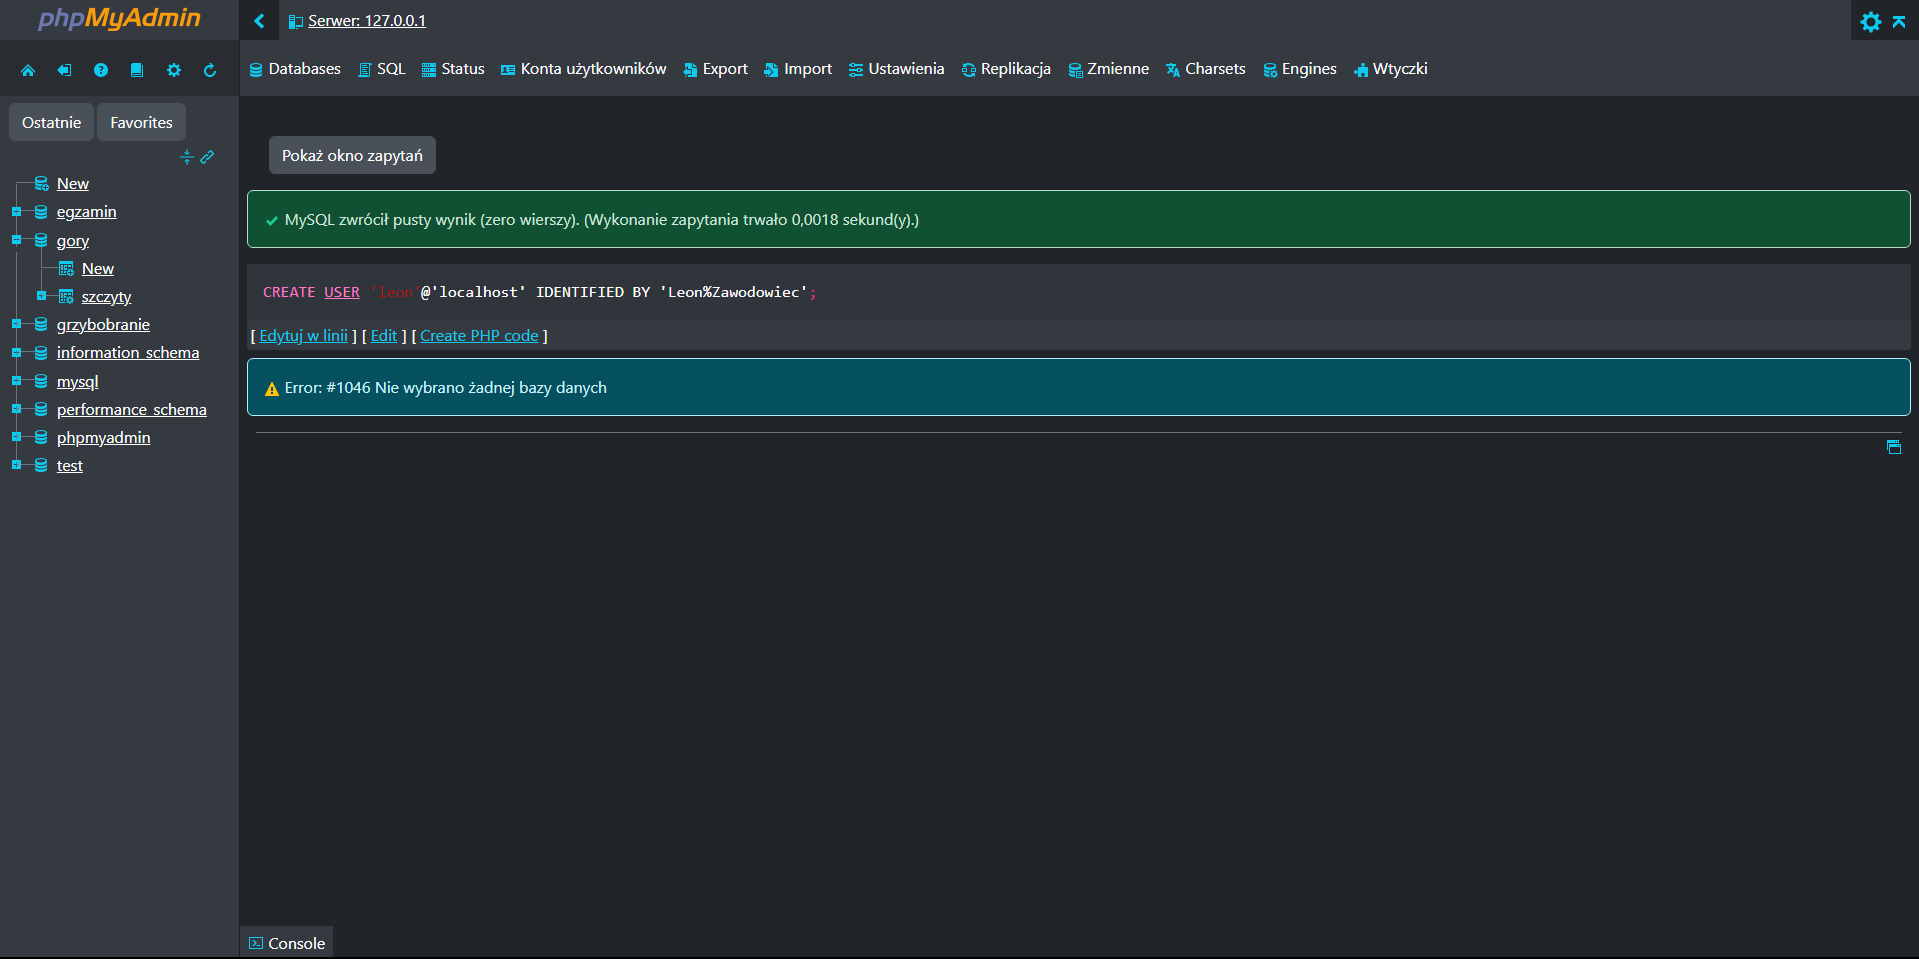 phpMyAdmin
Serwer: 127.0.0.1
Databases SQL Status Konta użytkowników Export Import Ustawienia Replikacja Zmienne Charsets Engines Wtyczki
Ostatnie Favorites
New
egzamin
gory
New
szczyty
grzybobranie
information_schema
mysql
performance_schema
phpmyadmin
test
Pokaż okno zapytań
MySQL zwrócił pusty wynik (zero wierszy). (Wykonanie zapytania trwało 0,0018 sekund(y).)
CREATE USER 'leon'@'localhost' IDENTIFIED BY 'Leon%Zawodowiec';
[ Edytuj w linii ] [ Edit ] [ Create PHP code ]
Error: #1046 Nie wybrano żadnej bazy danych
Console